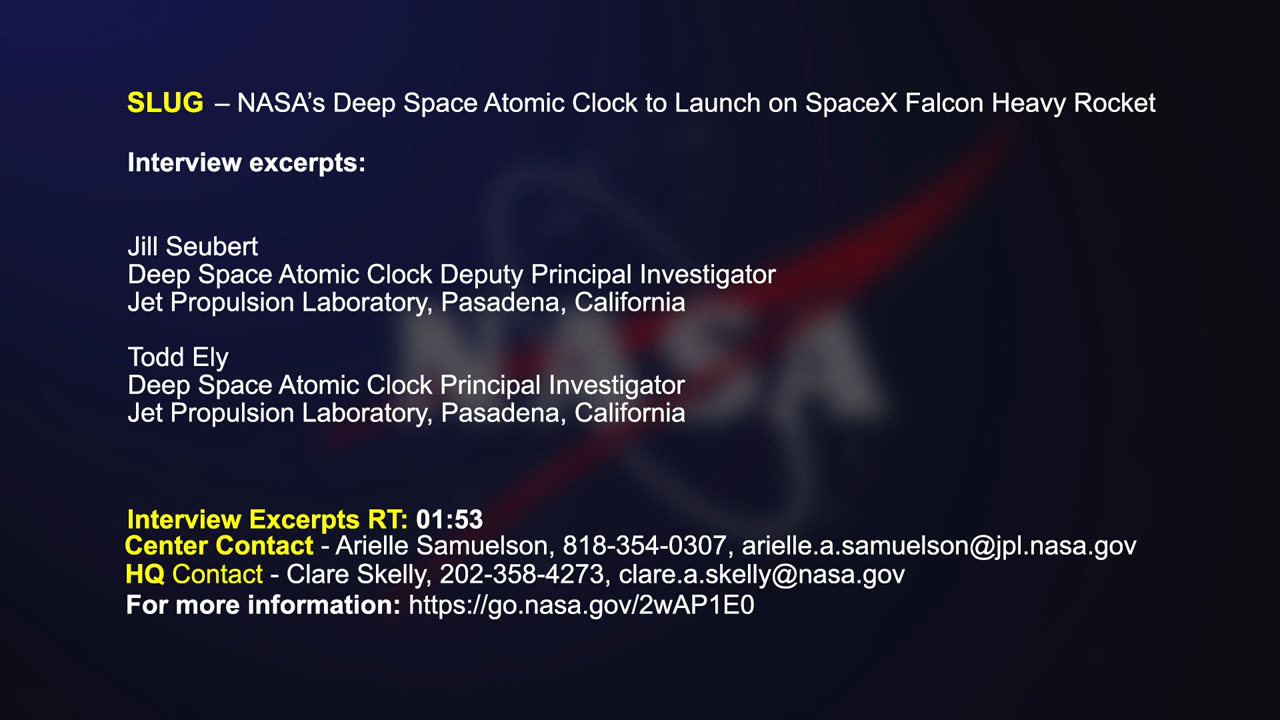 SLUG – NASA’s Deep Space Atomic Clock to Launch on SpaceX Falcon Heavy Rocket
Interview excerpts:
Jill Seubert
Deep Space Atomic Clock Deputy Principal Investigator
Jet Propulsion Laboratory, Pasadena, California
Todd Ely
Deep Space Atomic Clock Principal Investigator
Jet Propulsion Laboratory, Pasadena, California
Interview Excerpts RT: 01:53
Center Contact - Arielle Samuelson, 818-354-0307, arielle.a.samuelson@jpl.nasa.gov
HQ Contact - Clare Skelly, 202-358-4273, clare.a.skelly@nasa.gov
For more information: https://go.nasa.gov/2wAP1E0
NASA